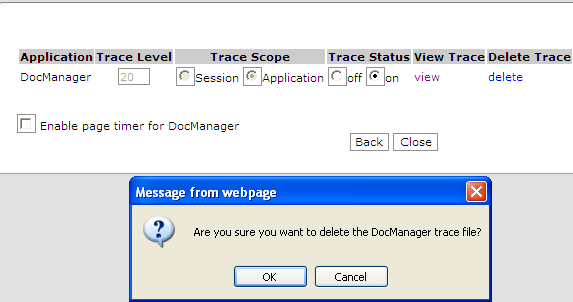 Application Trace Level Trace Scope Trace Status View Trace Delete Trace
DocManager 20 Session Application off on view delete
Enable page timer for DocManager
Back Close
Message from webpage
Are you sure you want to delete the DocManager trace file?
OK Cancel